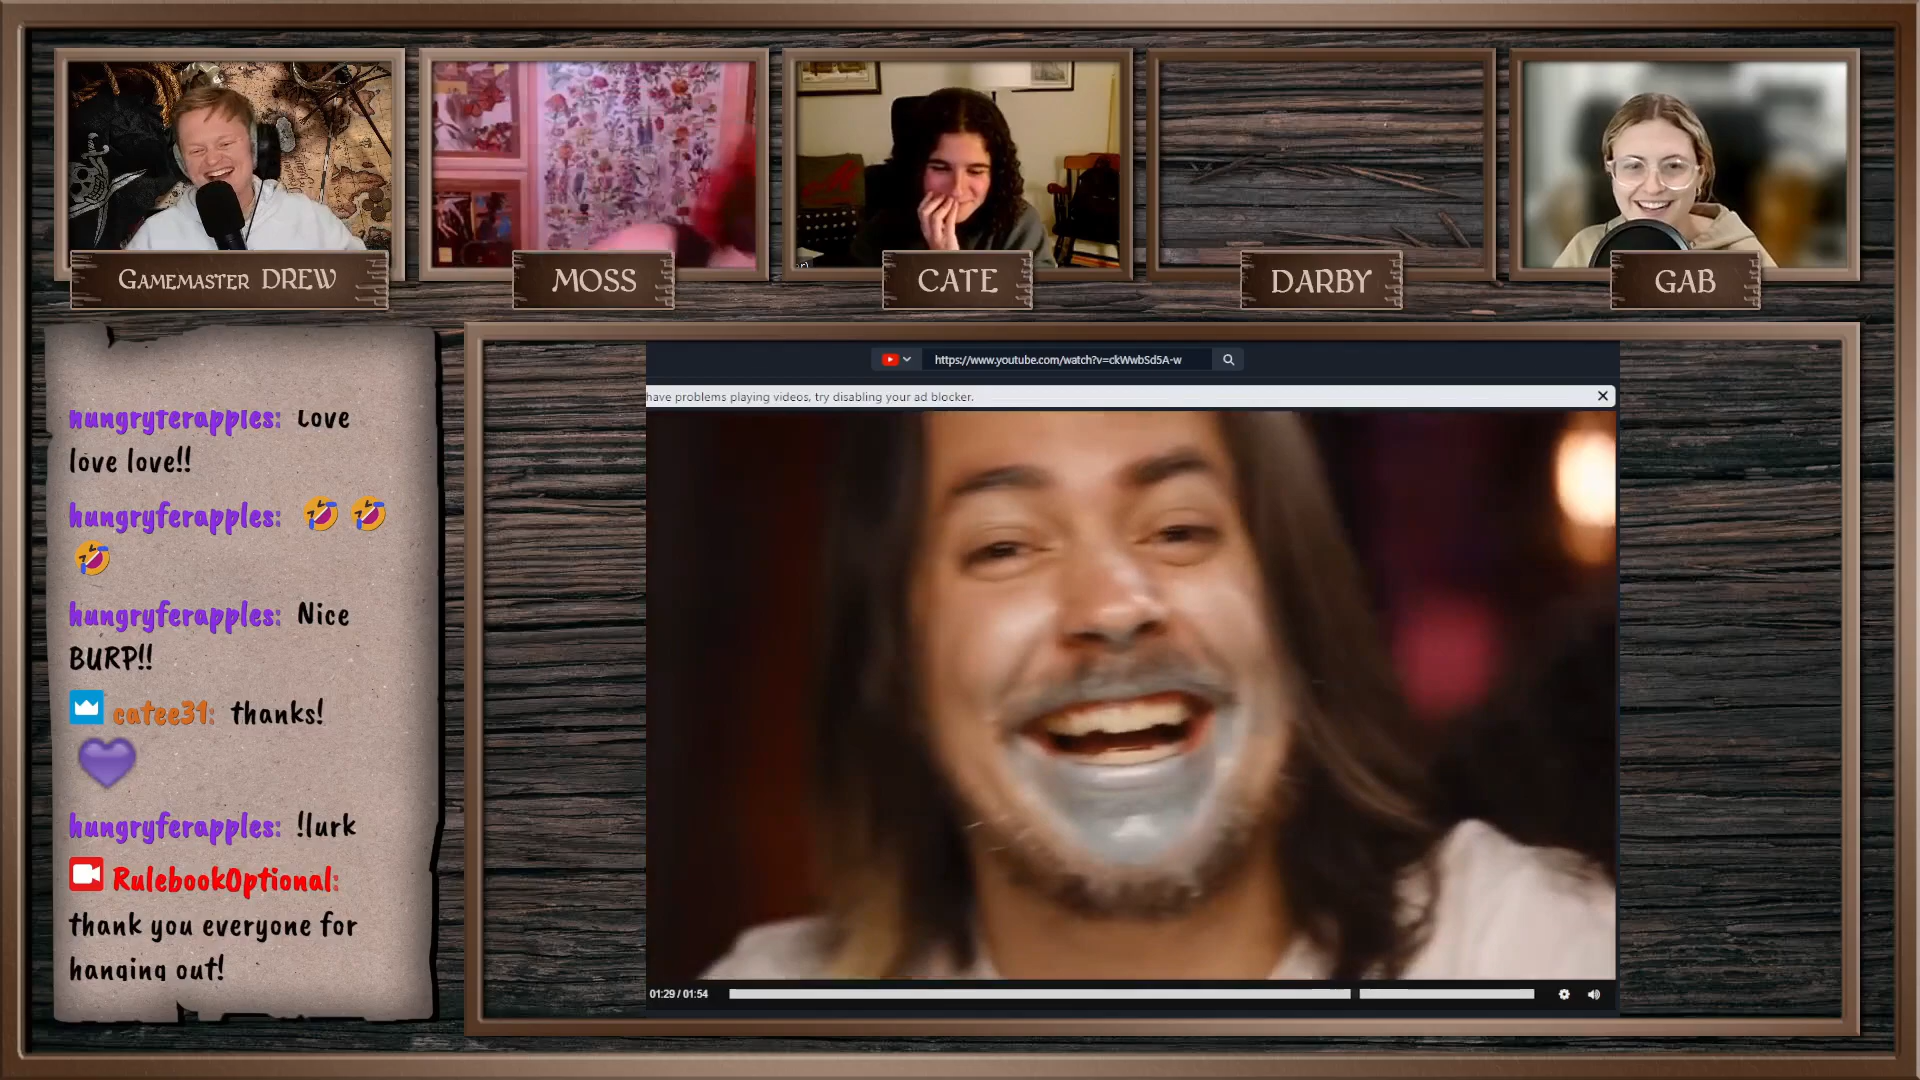 Gamemaster DREW
MOSS
CATE
DARBY
GAB
https://www.youtube.com/watch?v=ckWwbSd5A-w
have problems playing videos, try disabling your ad blocker.
hungryferapples: Love
love love!!
hungryferapples: 🤣 🤣
🤣
hungryferapples: Nice
BURP!!
catee31: thanks!
💜
hungryferapples: !lurk
RulebookOptional:
thank you everyone for
hanging out!
01:29 / 01:54